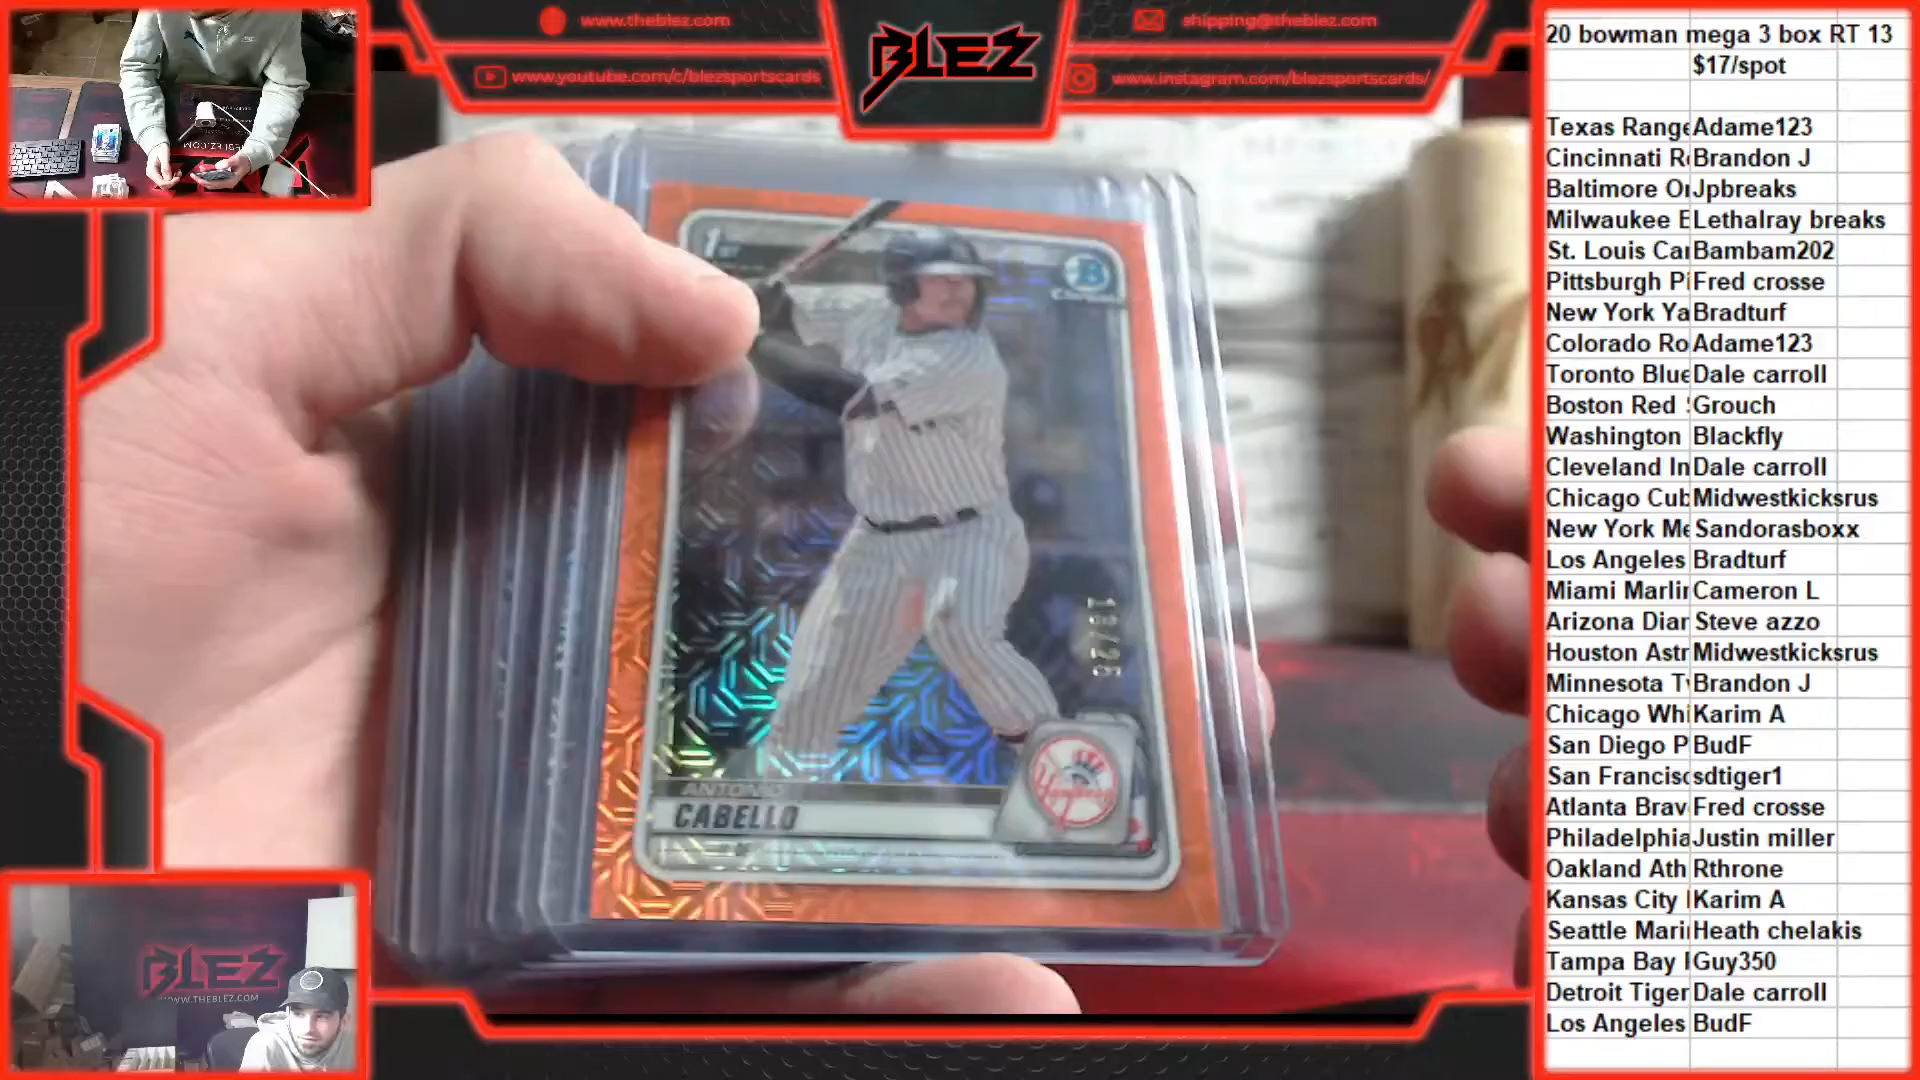 www.theblez.com
www.youtube.com/c/blezsportscards
BLEZ
shipping@theblez.com
www.instagram.com/blezsportscards/
20 bowman mega 3 box RT 13
$17/spot
Texas Range Adame123
Cincinnati R Brandon J
Baltimore O Jpbreaks
Milwaukee B Lethalray breaks
St. Louis Car Bambam202
Pittsburgh Pi Fred crosse
New York Ya Bradturf
Colorado Ro Adame123
Toronto Blue Dale carroll
Boston Red Grouch
Washington Blackfly
Cleveland In Dale carroll
Chicago Cub Midwestkicksrus
New York Me Sandorasboxx
Los Angeles Bradturf
Miami Marlin Cameron L
Arizona Diar Steve azzo
Houston Astr Midwestkicksrus
Minnesota Tw Brandon J
Chicago Whi Karim A
San Diego P BudF
San Francisc sdtiger1
Atlanta Brav Fred crosse
Philadelphia Justin miller
Oakland Ath Rthrone
Kansas City Karim A
Seattle Mari Heath chelakis
Tampa Bay Guy350
Detroit Tiger Dale carroll
Los Angeles BudF
1st
B
Chrome
ANTONIO
CABELLO
Yankees
BLEZ
WWW.THEBLEZ.COM